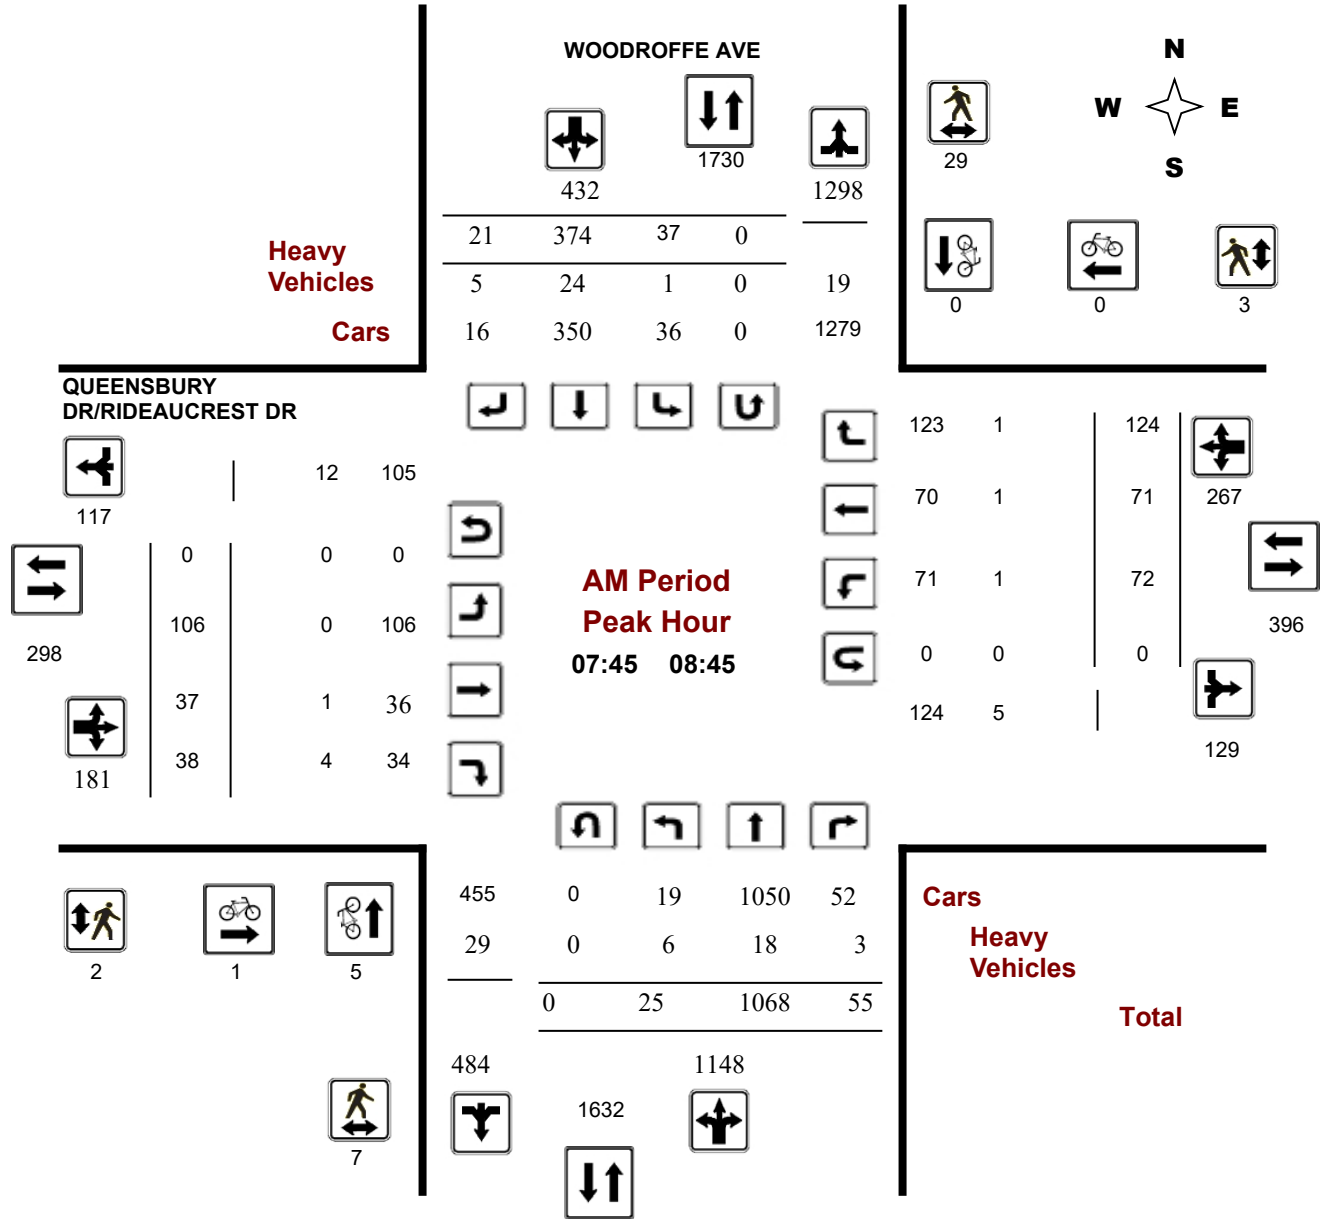 WOODROFFE AVE
N
W E
S
1730
29
432
1298
21 374 37 0
Heavy
Vehicles
5 24 1 0 19
0 0 3
Cars
16 350 36 0 1279
QUEENSBURY
DR/RIDEAUCREST DR
123 1 124
12 105
70 1 71 267
117
0 0 0
AM Period
71 1 72
106 0 106
Peak Hour
396
298
07:45 08:45
0 0 0
37 1 36
124 5
38 4 34
129
181
455 0 19 1050 52
Cars
29 0 6 18 3
Heavy
Vehicles
2 1 5
0 25 1068 55
Total
484 1148
1632
7